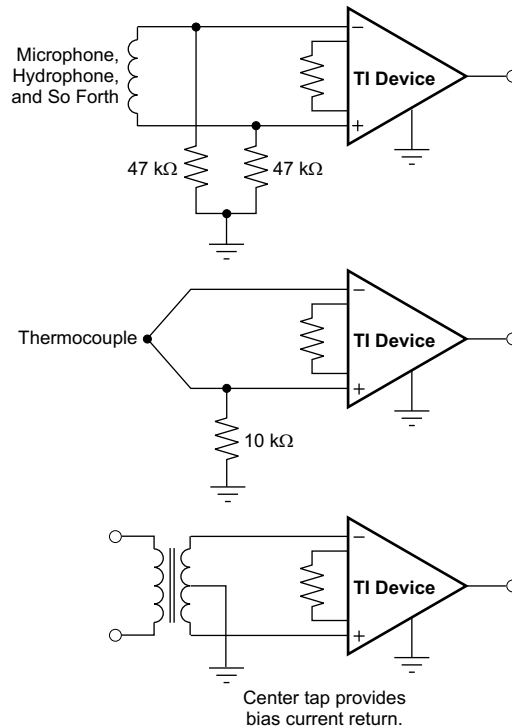 Microphone,
Hydrophone,
and So Forth
−
TI Device
+
47 kΩ
47 kΩ
Thermocouple
−
TI Device
+
10 kΩ
−
TI Device
+
Center tap provides
bias current return.